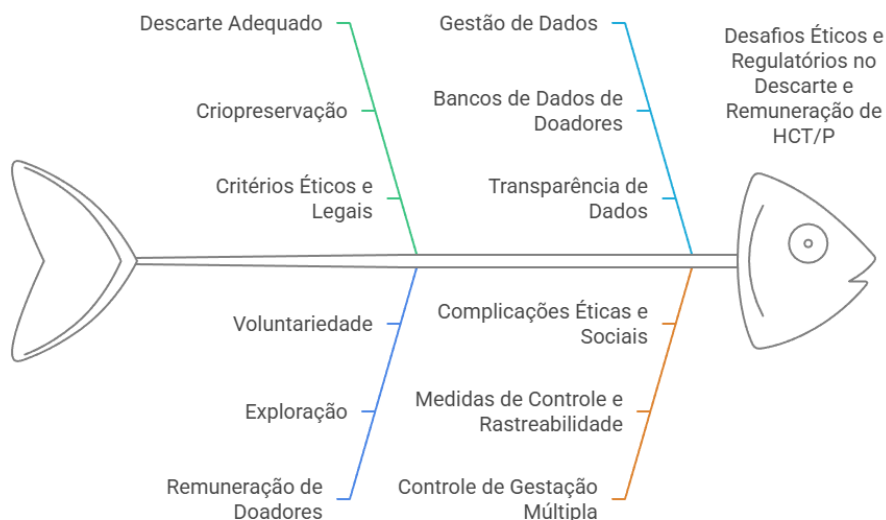 Descarte Adequado
Criopreservação
Critérios Éticos e
Legais
Gestão de Dados
Bancos de Dados de
Doadores
Transparência de
Dados
Desafios Éticos e
Regulatórios no
Descarte e
Remuneração de
HCT/P
Voluntariedade
Exploração
Remuneração de
Doadores
Complicações Éticas e
Sociais
Medidas de Controle e
Rastreabilidade
Controle de Gestação
Múltipla